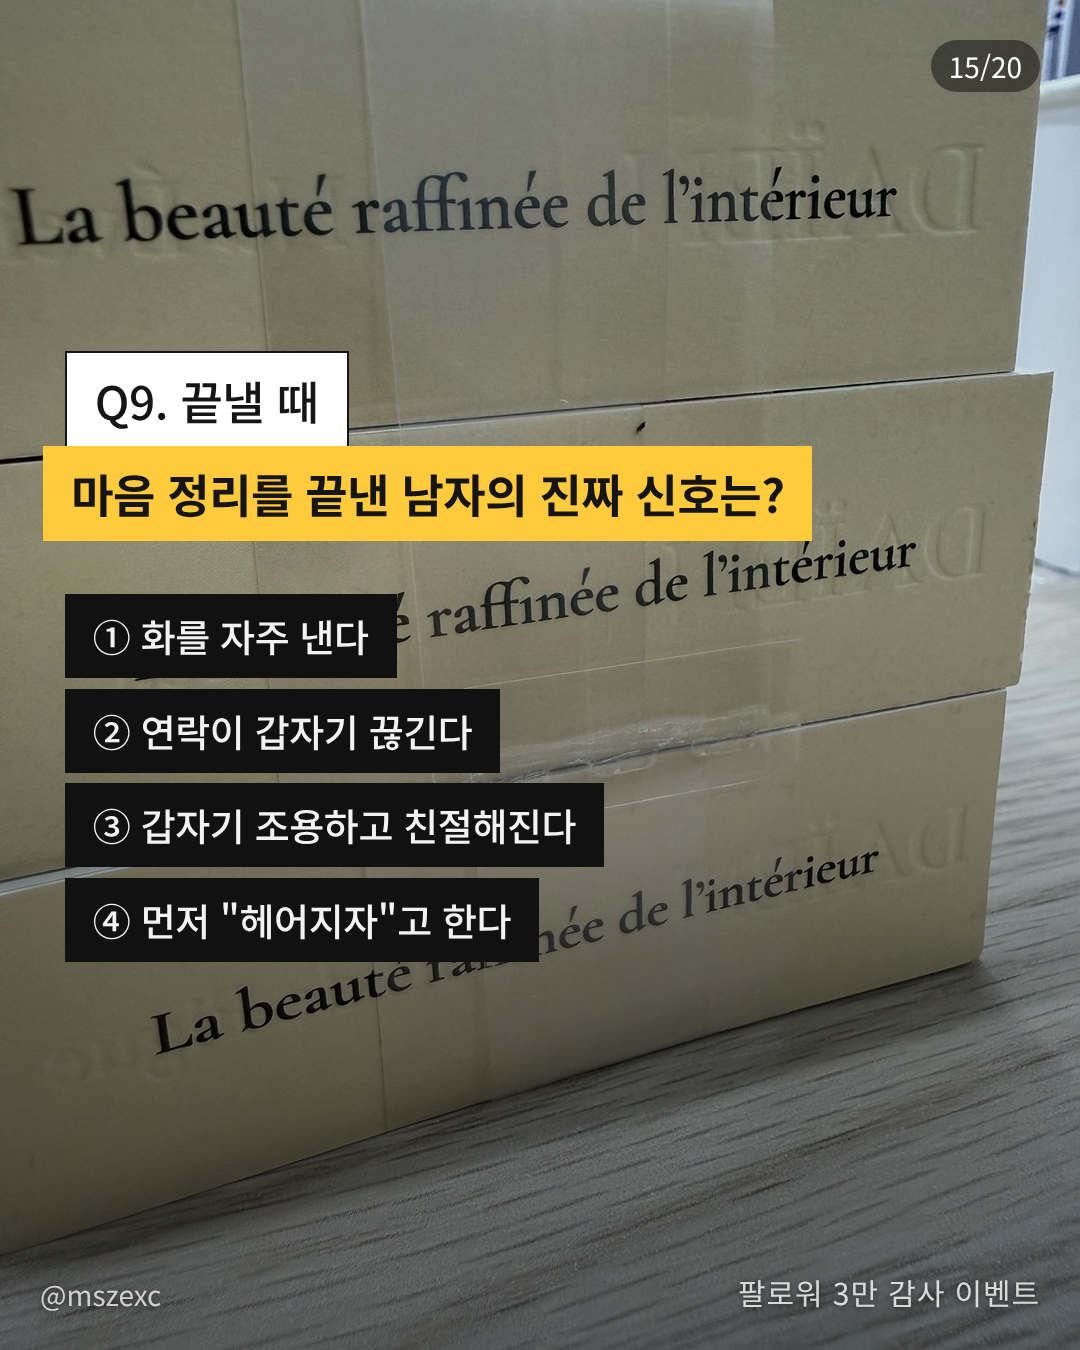 15/20
La beauté raffinée de l'intérieur
DAÏEI
Q9. 끝낼 때
마음 정리를 끝낸 남자의 진짜 신호는?
é raffinée de l'intérieur
① 화를 자주 낸다
② 연락이 갑자기 끊긴다
③ 갑자기 조용하고 친절해진다
④ 먼저 "헤어지자"고 한다
La beauté raffinée de l'intérieur
@mszexc
팔로워 3만 감사 이벤트